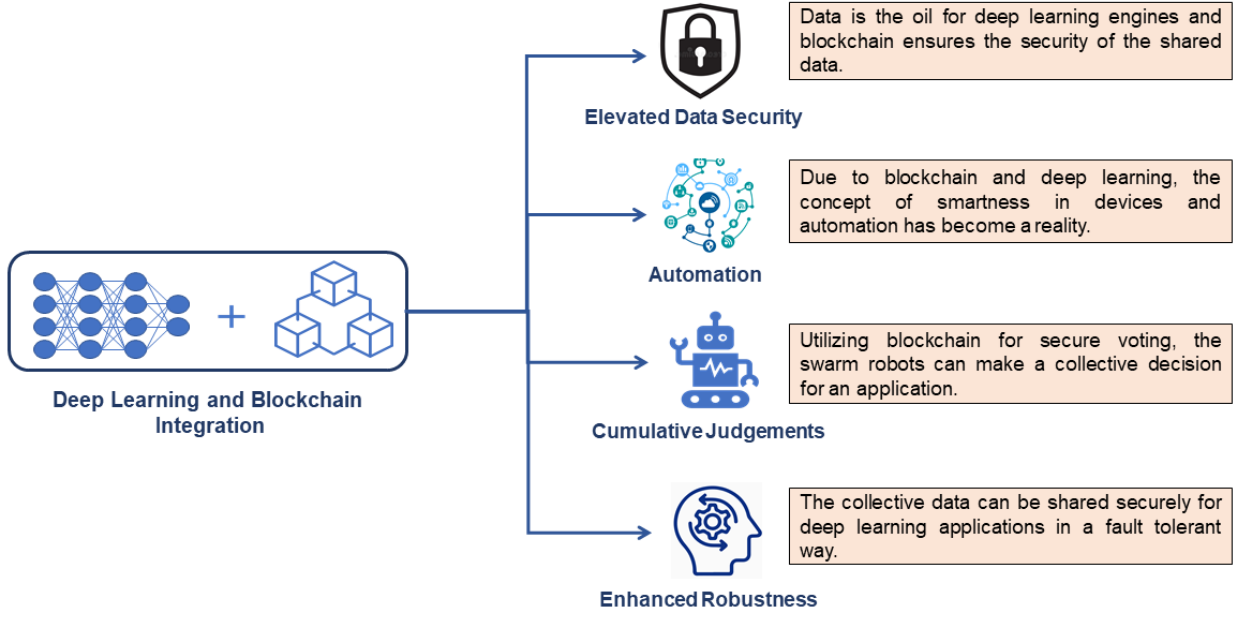 Data is the oil for deep learning engines and
blockchain ensures the security of the shared
data.
Elevated Data Security
Due to blockchain and deep learning, the
concept of smartness in devices and
automation has become a reality.
Automation
Deep Learning and Blockchain
Integration
Utilizing blockchain for secure voting, the
swarm robots can make a collective decision
for an application.
Cumulative Judgements
The collective data can be shared securely for
deep learning applications in a fault tolerant
way.
Enhanced Robustness